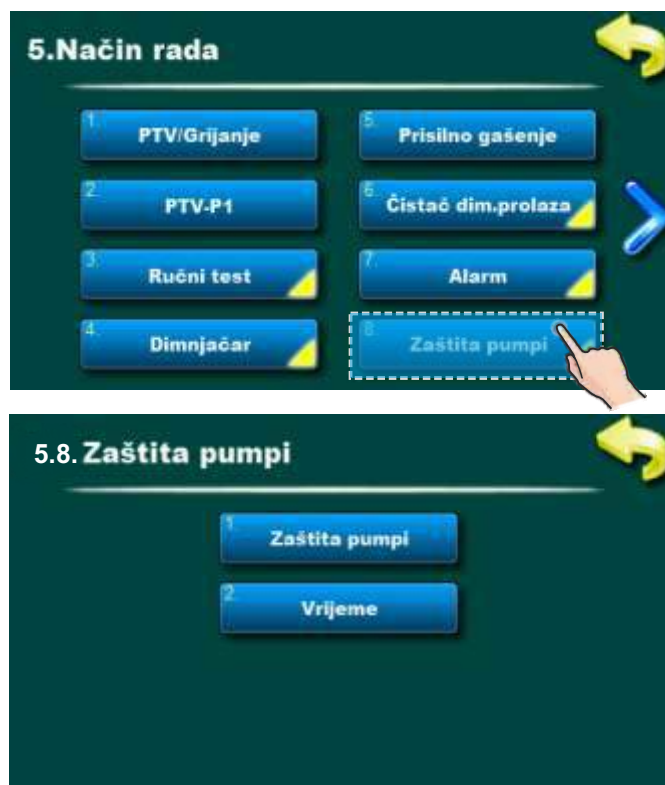 5.Način rada
1. PTV/Grijanje
5. Prisilno gašenje
2. PTV-P1
6. Čistač dim.prolaza
3. Ručni test
7. Alarm
4. Dimnjačar
8. Zaštita pumpi
5.8. Zaštita pumpi
1. Zaštita pumpi
2. Vrijeme